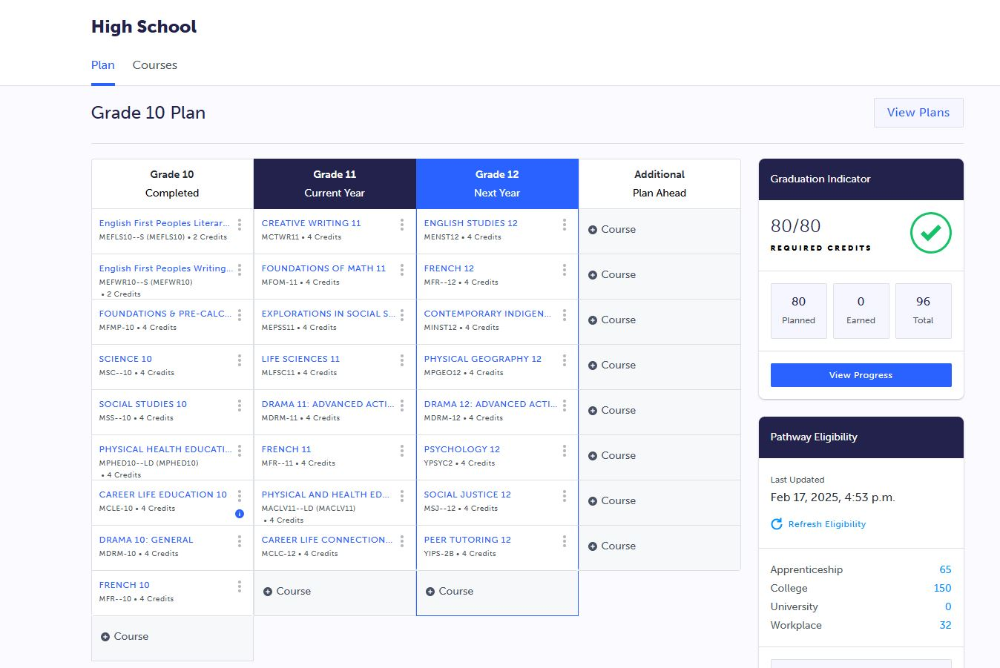 High School
Plan
Courses
Grade 10 Plan
View Plans
Grade 10
Completed
Grade 11
Current Year
Grade 12
Next Year
Additional
Plan Ahead
English First Peoples Literar...
MEFLS10--S (MEFLS10) • 2 Credits
CREATIVE WRITING 11
MCTWR11 • 4 Credits
ENGLISH STUDIES 12
MENST12 • 4 Credits
Course
English First Peoples Writing...
MEFWR10--S (MEFWR10)
• 2 Credits
FOUNDATIONS OF MATH 11
MFOM-11 • 4 Credits
FRENCH 12
MFR--12 • 4 Credits
Course
FOUNDATIONS & PRE-CALC...
MFMP-10 • 4 Credits
EXPLORATIONS IN SOCIAL S...
MEPSS11 • 4 Credits
CONTEMPORARY INDIGEN...
MINST12 • 4 Credits
Course
SCIENCE 10
MSC--10 • 4 Credits
LIFE SCIENCES 11
MLFSC11 • 4 Credits
PHYSICAL GEOGRAPHY 12
MPGEO12 • 4 Credits
Course
SOCIAL STUDIES 10
MSS--10 • 4 Credits
DRAMA 11: ADVANCED ACTI...
MDRM-11 • 4 Credits
DRAMA 12: ADVANCED ACTI...
MDRM-12 • 4 Credits
Course
PHYSICAL HEALTH EDUCATI...
MPHED10--LD (MPHED10)
• 4 Credits
FRENCH 11
MFR--11 • 4 Credits
PSYCHOLOGY 12
YPSYC2 • 4 Credits
Course
CAREER LIFE EDUCATION 10
MCLE-10 • 4 Credits
PHYSICAL AND HEALTH ED...
MACLV11--LD (MACLV11)
• 4 Credits
SOCIAL JUSTICE 12
MSJ--12 • 4 Credits
Course
DRAMA 10: GENERAL
MDRM-10 • 4 Credits
CAREER LIFE CONNECTION...
MCLC-12 • 4 Credits
PEER TUTORING 12
YIPS-2B • 4 Credits
Course
FRENCH 10
MFR--10 • 4 Credits
Course
Course
Course
Graduation Indicator
80/80
REQUIRED CREDITS
80
Planned
0
Earned
96
Total
View Progress
Pathway Eligibility
Last Updated
Feb 17, 2025, 4:53 p.m.
Refresh Eligibility
Apprenticeship 65
College 150
University 0
Workplace 32